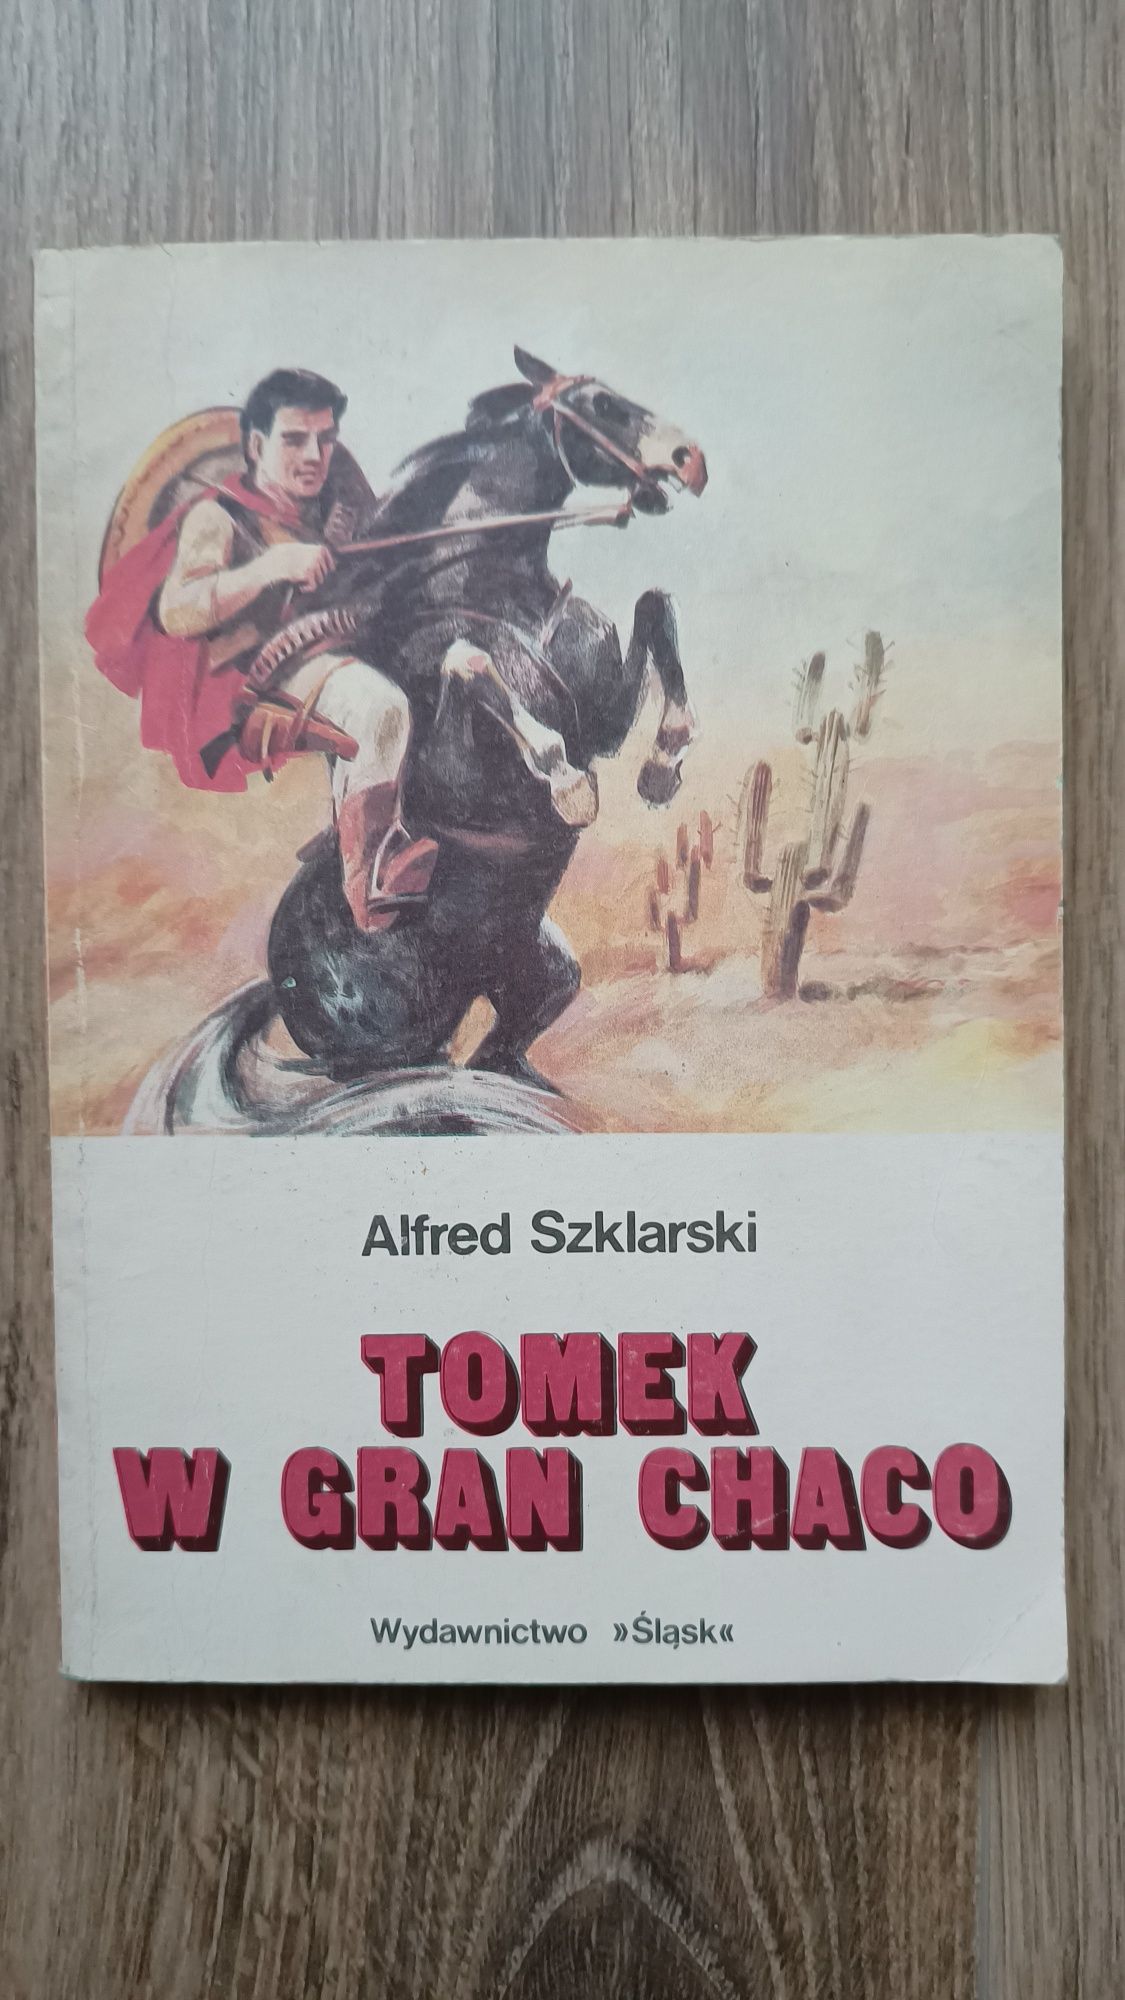 Alfred Szklarski
TOMEK
W GRAN CHACO
Wydawnictwo »Śląsk«